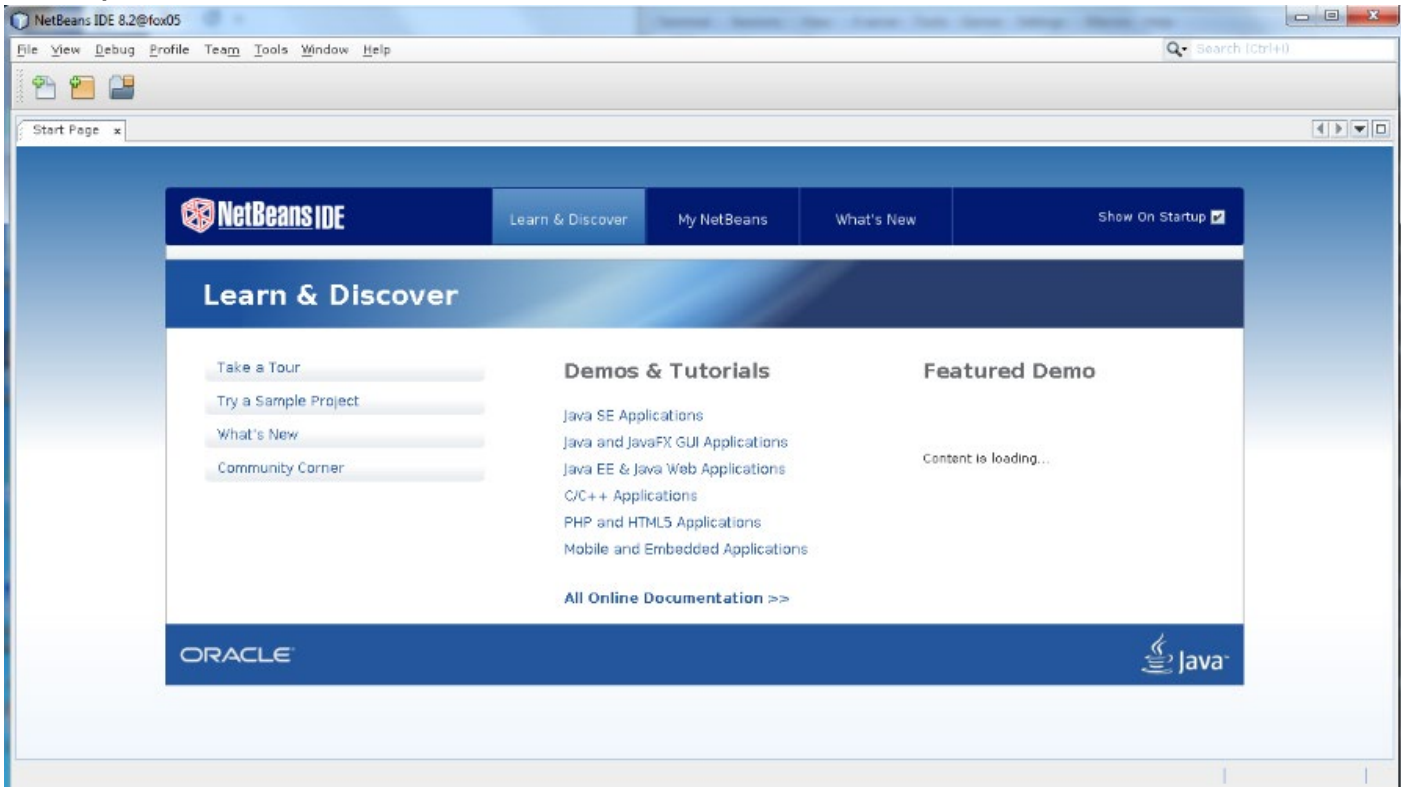 NetBeans IDE 8.2@fox05
File View Debug Profile Team Tools Window Help
Search (Ctrl+I)
Start Page x
NetBeans IDE
Learn & Discover
My NetBeans
What's New
Show On Startup
Learn & Discover
Take a Tour
Try a Sample Project
What's New
Community Corner
Demos & Tutorials
Java SE Applications
Java and JavaFX GUI Applications
Java EE & Java Web Applications
C/C++ Applications
PHP and HTML5 Applications
Mobile and Embedded Applications
All Online Documentation >>
Featured Demo
Content is loading...
ORACLE
Java